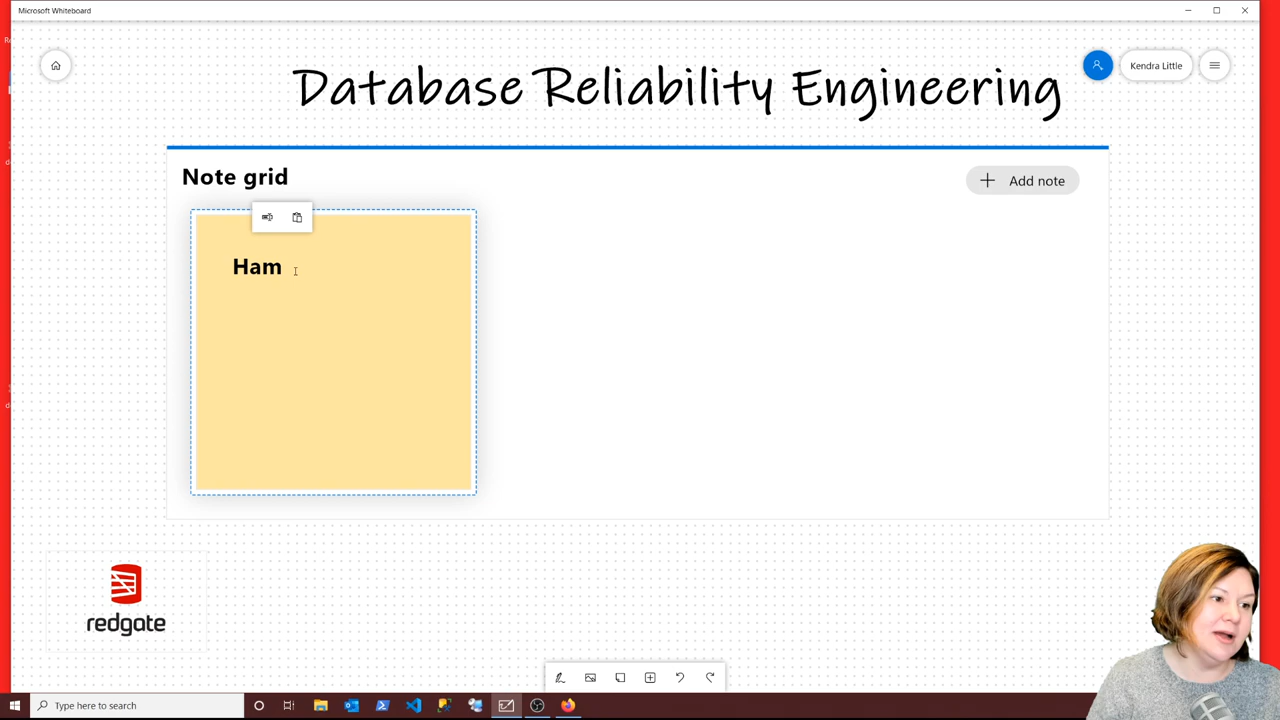 Microsoft Whiteboard
Database Reliability Engineering
Kendra Little
Note grid
Add note
Ham
redgate
Type here to search